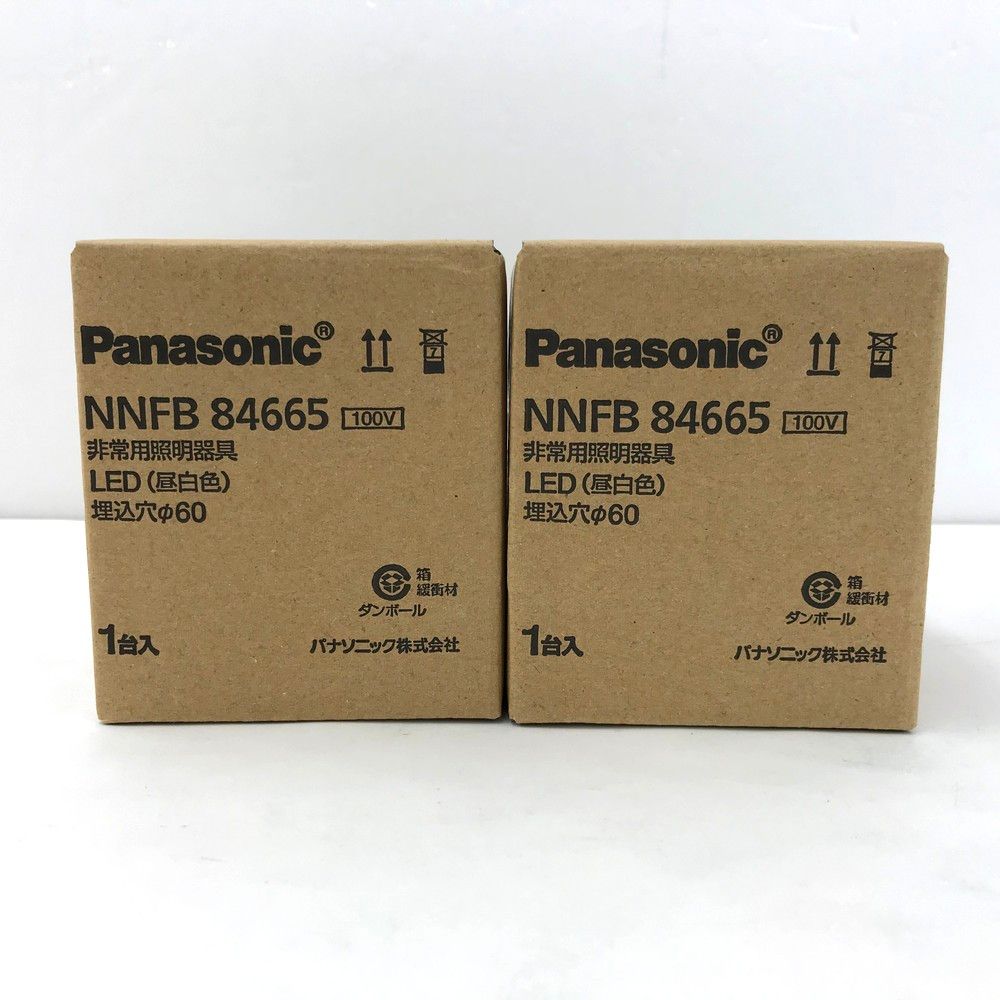 Panasonic®
7
NNFB 84665 100V
非常用照明器具
LED(昼白色)
埋込穴φ60
箱
緩衝材
ダンボール
1台入
パナソニック株式会社
Panasonic®
7
NNFB 84665 100V
非常用照明器具
LED(昼白色)
埋込穴φ60
箱
緩衝材
ダンボール
1台入
パナソニック株式会社